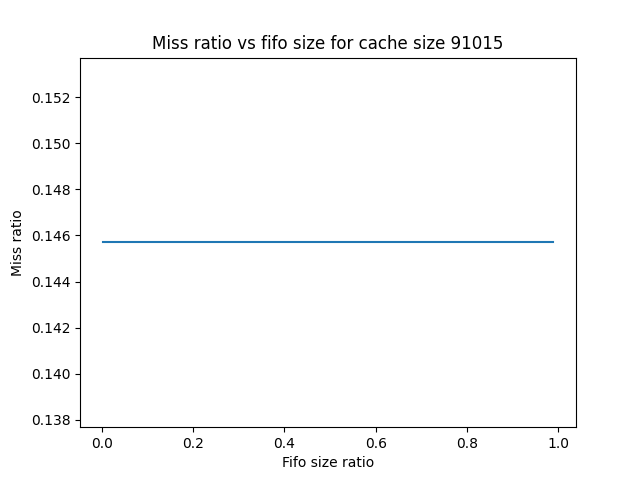 Miss ratio vs fifo size for cache size 91015
0.152
0.150
0.148
0.146
0.144
0.142
0.140
0.138
Miss ratio
0.0 0.2 0.4 0.6 0.8 1.0
Fifo size ratio